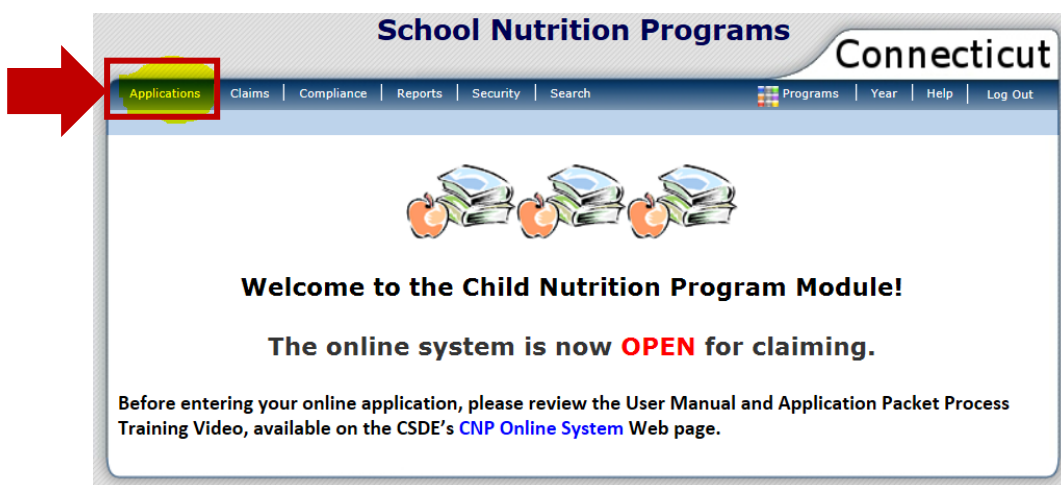 School Nutrition Programs
Connecticut
Applications Claims | Compliance | Reports | Security | Search Programs | Year | Help | Log Out
Welcome to the Child Nutrition Program Module!
The online system is now OPEN for claiming.
Before entering your online application, please review the User Manual and Application Packet Process
Training Video, available on the CSDE's CNP Online System Web page.